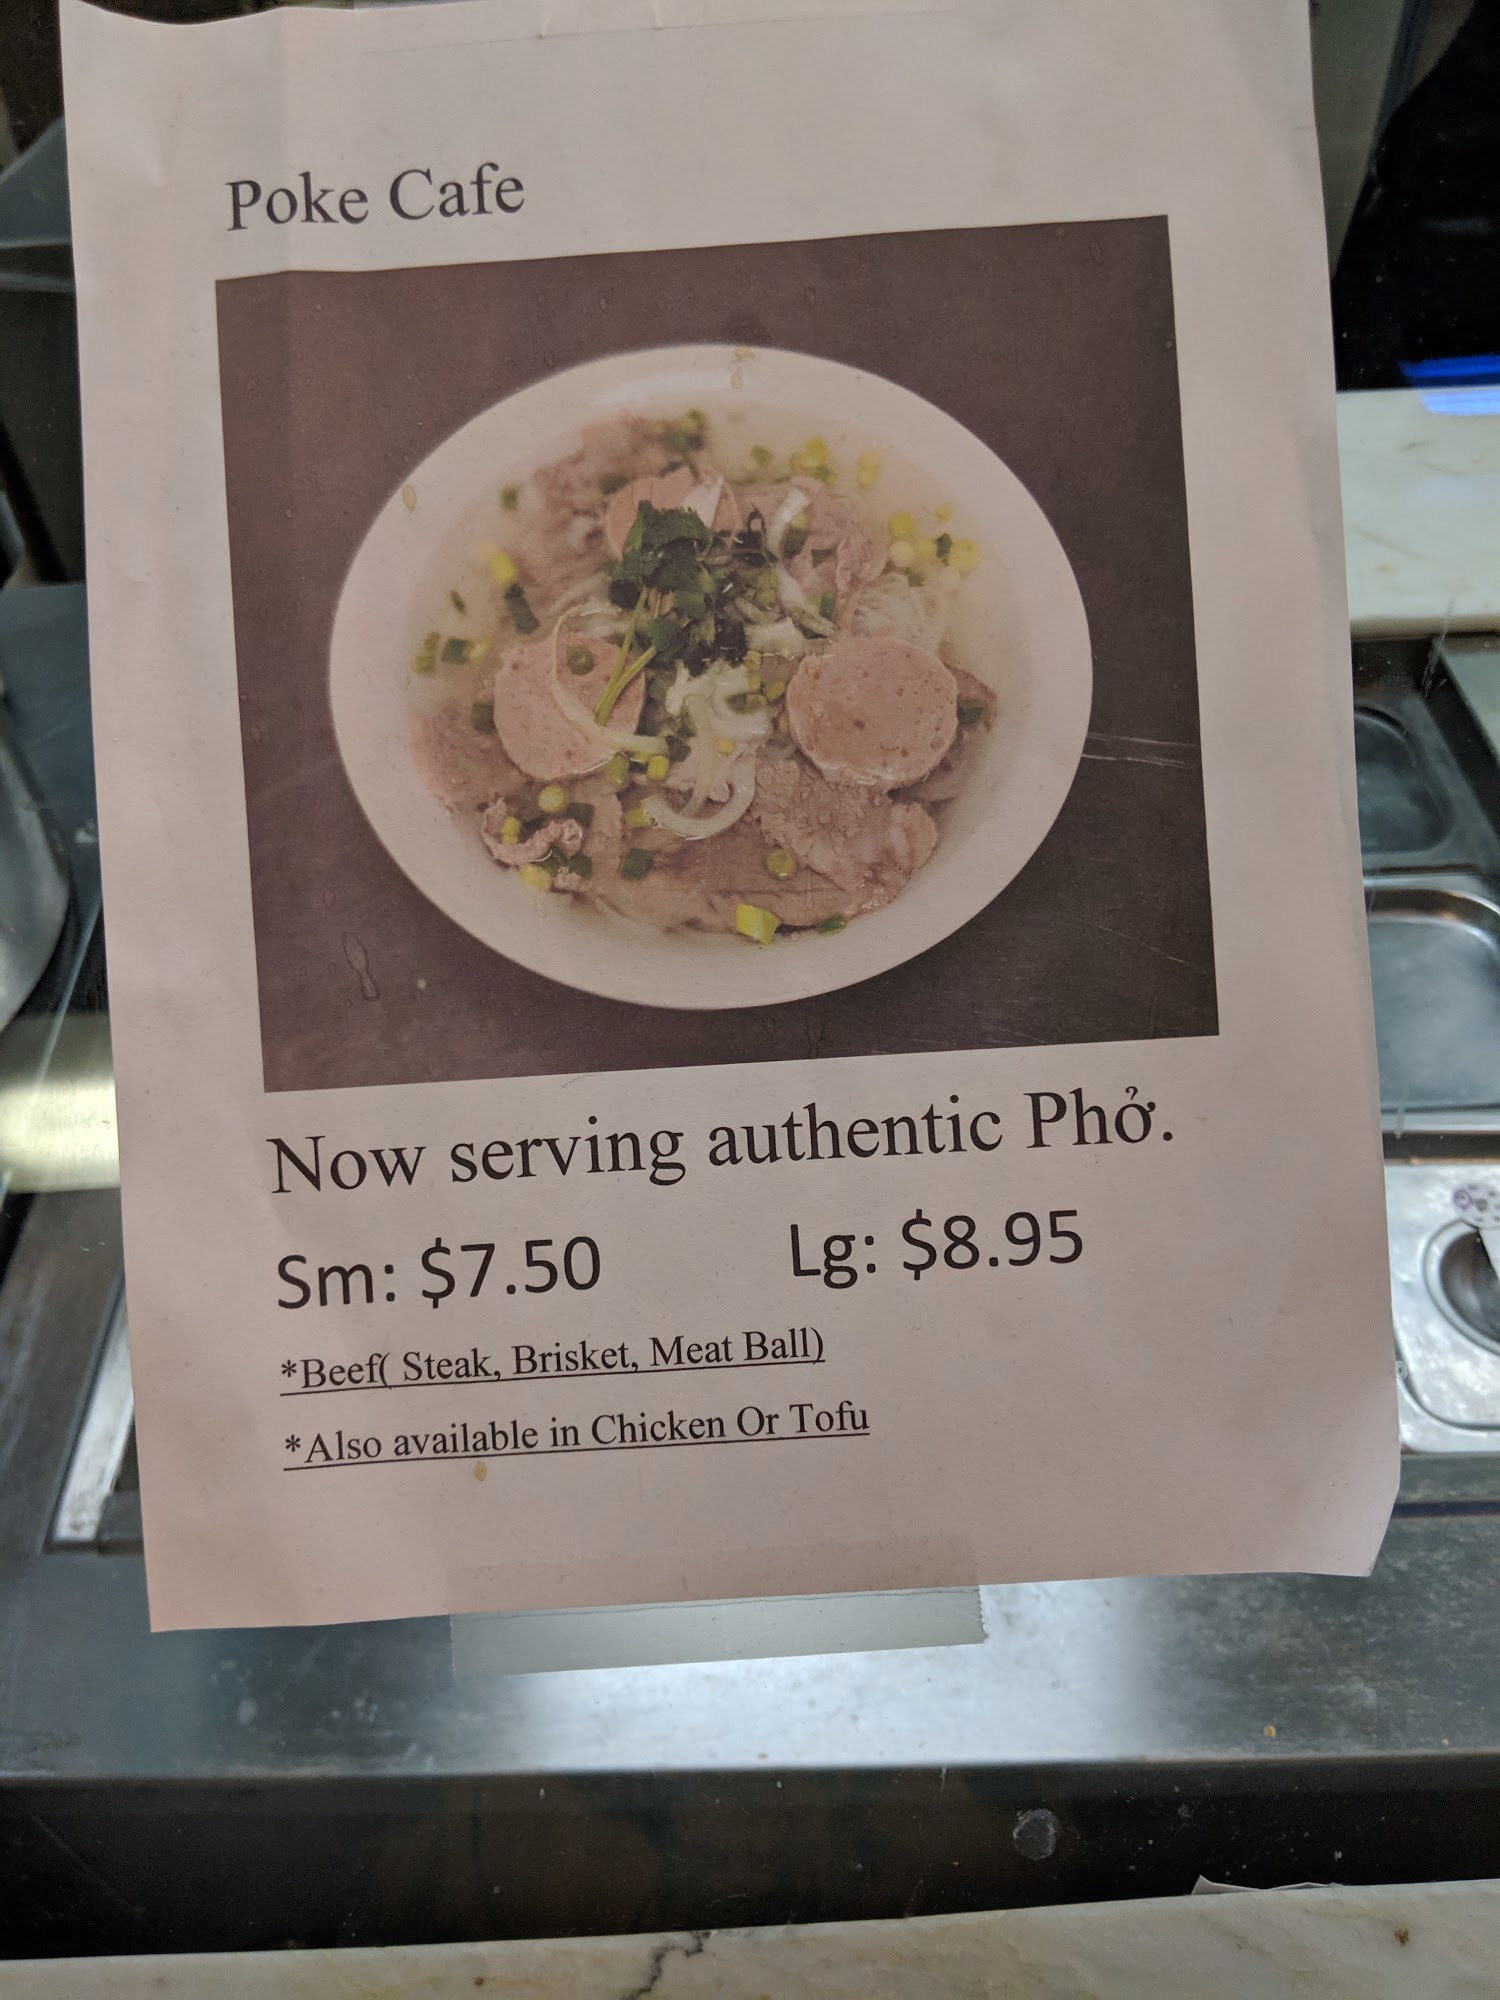 Poke Cafe
Now serving authentic Phở.
Sm: $7.50 Lg: $8.95
*Beef( Steak, Brisket, Meat Ball)
*Also available in Chicken Or Tofu